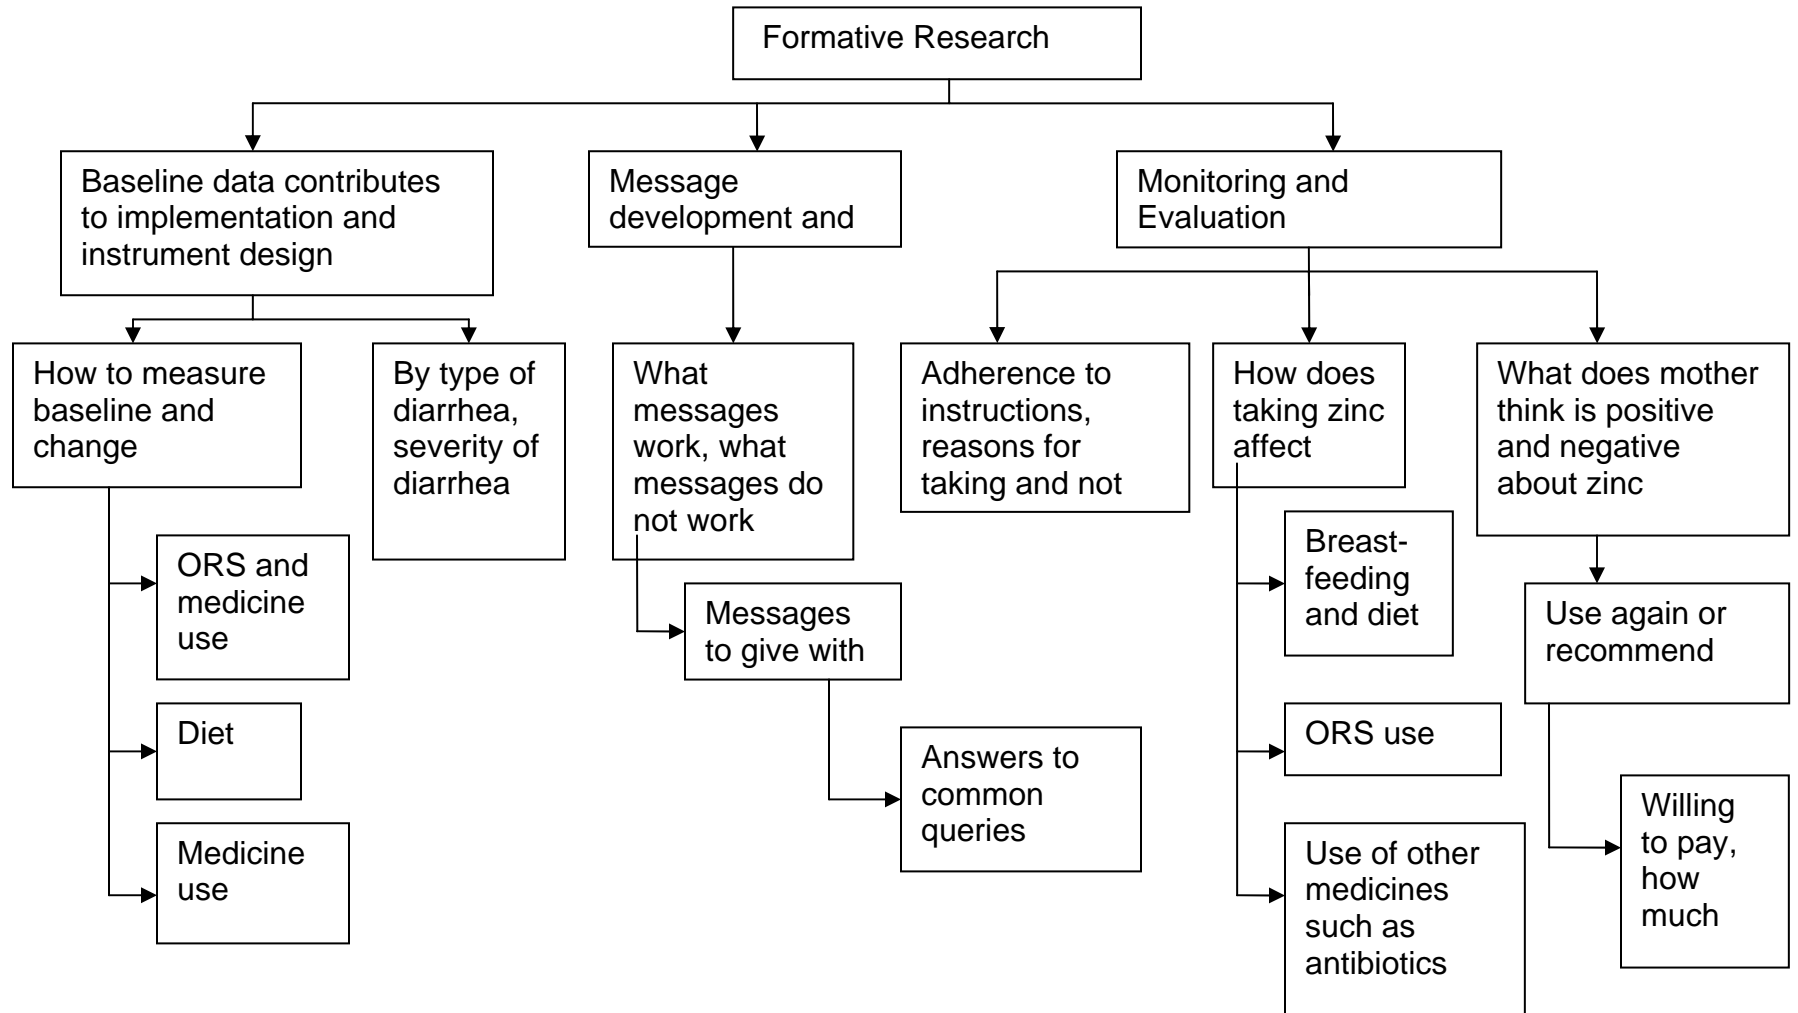 Formative Research
Baseline data contributes
to implementation and
instrument design
Message
development and
Monitoring and
Evaluation
How to measure
baseline and
change
By type of
diarrhea,
severity of
diarrhea
What
messages
work, what
messages do
not work
Adherence to
instructions,
reasons for
taking and not
How does
taking zinc
affect
What does mother
think is positive
and negative
about zinc
ORS and
medicine
use
Diet
Medicine
use
Messages
to give with
Answers to
common
queries
Breast-
feeding
and diet
ORS use
Use of other
medicines
such as
antibiotics
Use again or
recommend
Willing
to pay,
how
much